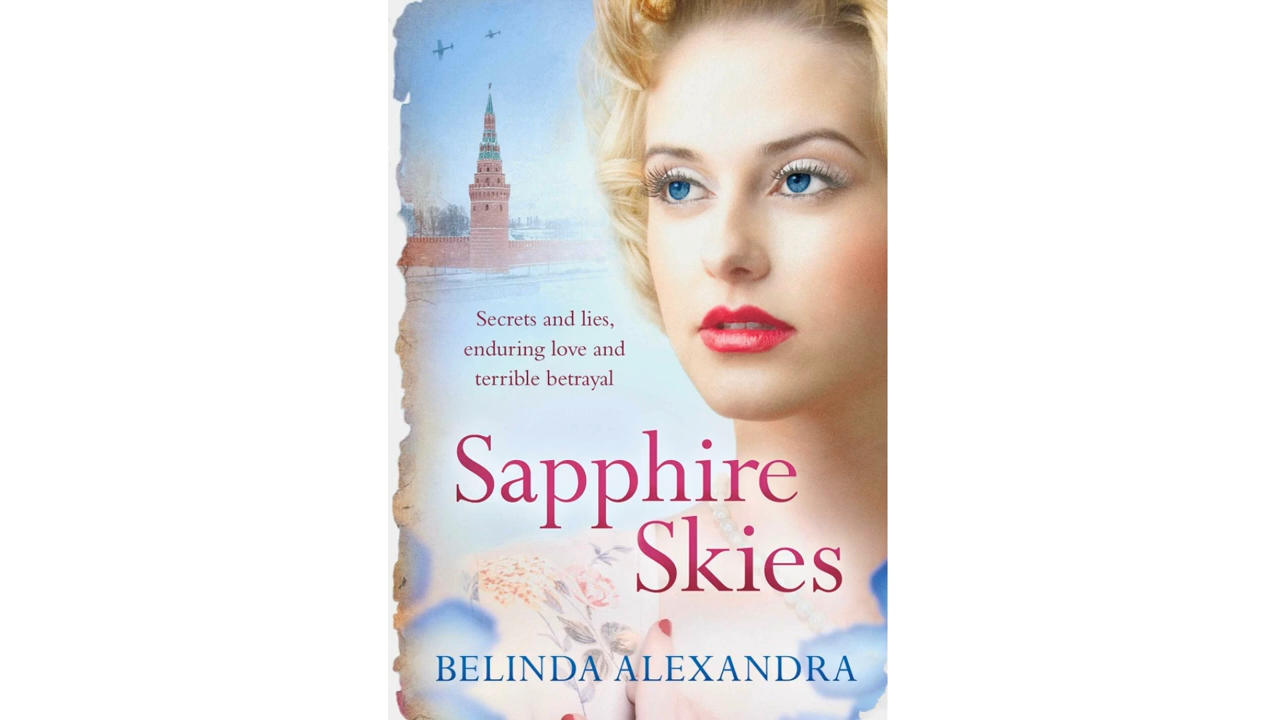 Secrets and lies,
enduring love and
terrible betrayal
Sapphire
Skies
BELINDA ALEXANDRA